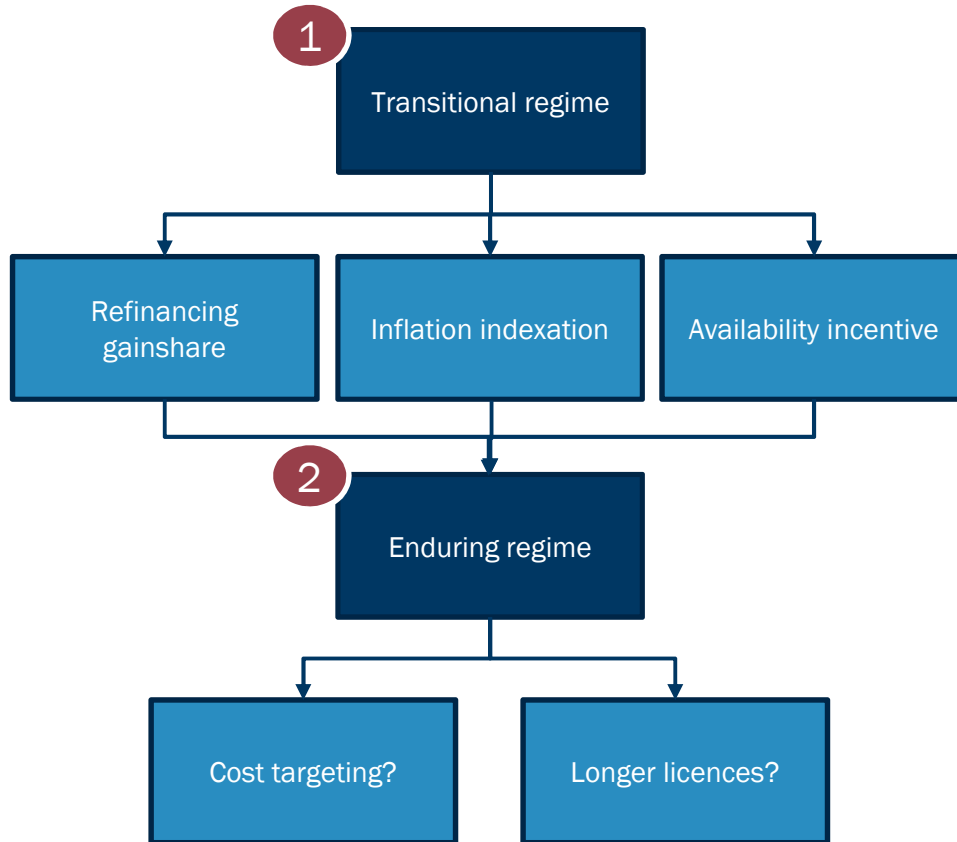 1
Transitional regime
Refinancing
gainshare
Inflation indexation
Availability incentive
2
Enduring regime
Cost targeting?
Longer licences?